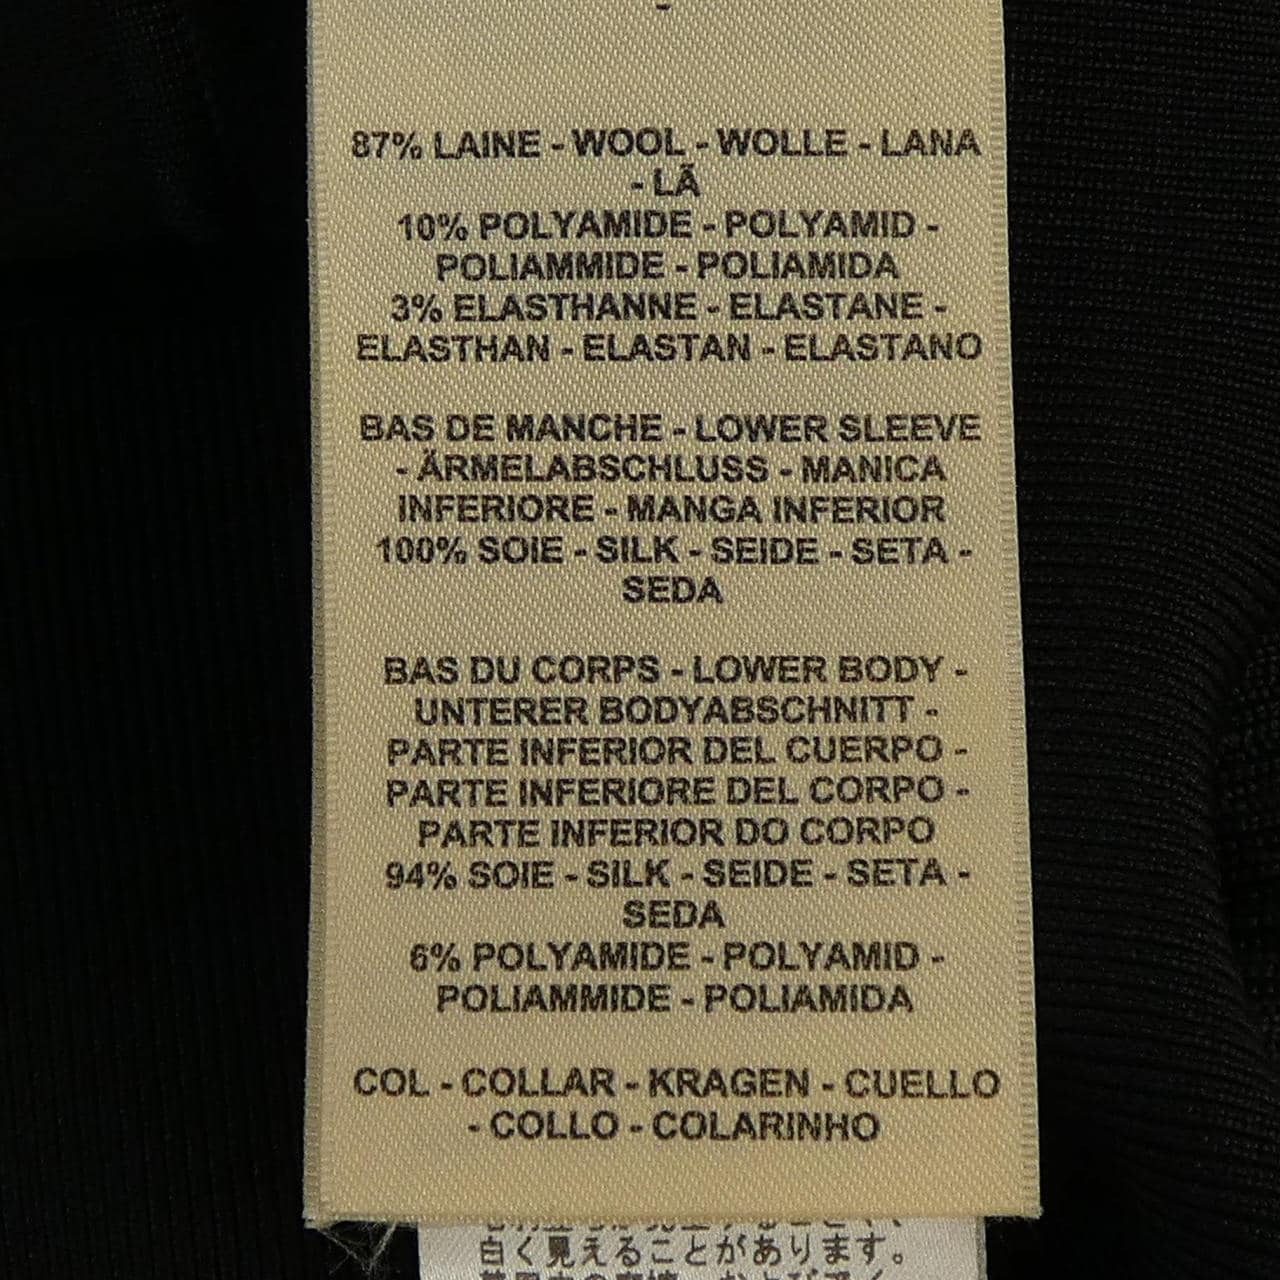 87% LAINE - WOOL - WOLLE - LANA
- LÃ
10% POLYAMIDE - POLYAMID -
POLIAMMIDE - POLIAMIDA
3% ELASTHANNE - ELASTANE -
ELASTHAN - ELASTAN - ELASTANO
BAS DE MANCHE - LOWER SLEEVE
- ÄRMELABSCHLUSS - MANICA
INFERIORE - MANGA INFERIOR
100% SOIE - SILK - SEIDE - SETA -
SEDA
BAS DU CORPS - LOWER BODY -
UNTERER BODYABSCHNITT -
PARTE INFERIOR DEL CUERPO -
PARTE INFERIORE DEL CORPO -
PARTE INFERIOR DO CORPO
94% SOIE - SILK - SEIDE - SETA -
SEDA
6% POLYAMIDE - POLYAMID -
POLIAMMIDE - POLIAMIDA
COL - COLLAR - KRAGEN - CUELLO
- COLLO - COLARINHO
白く見えることがあります。